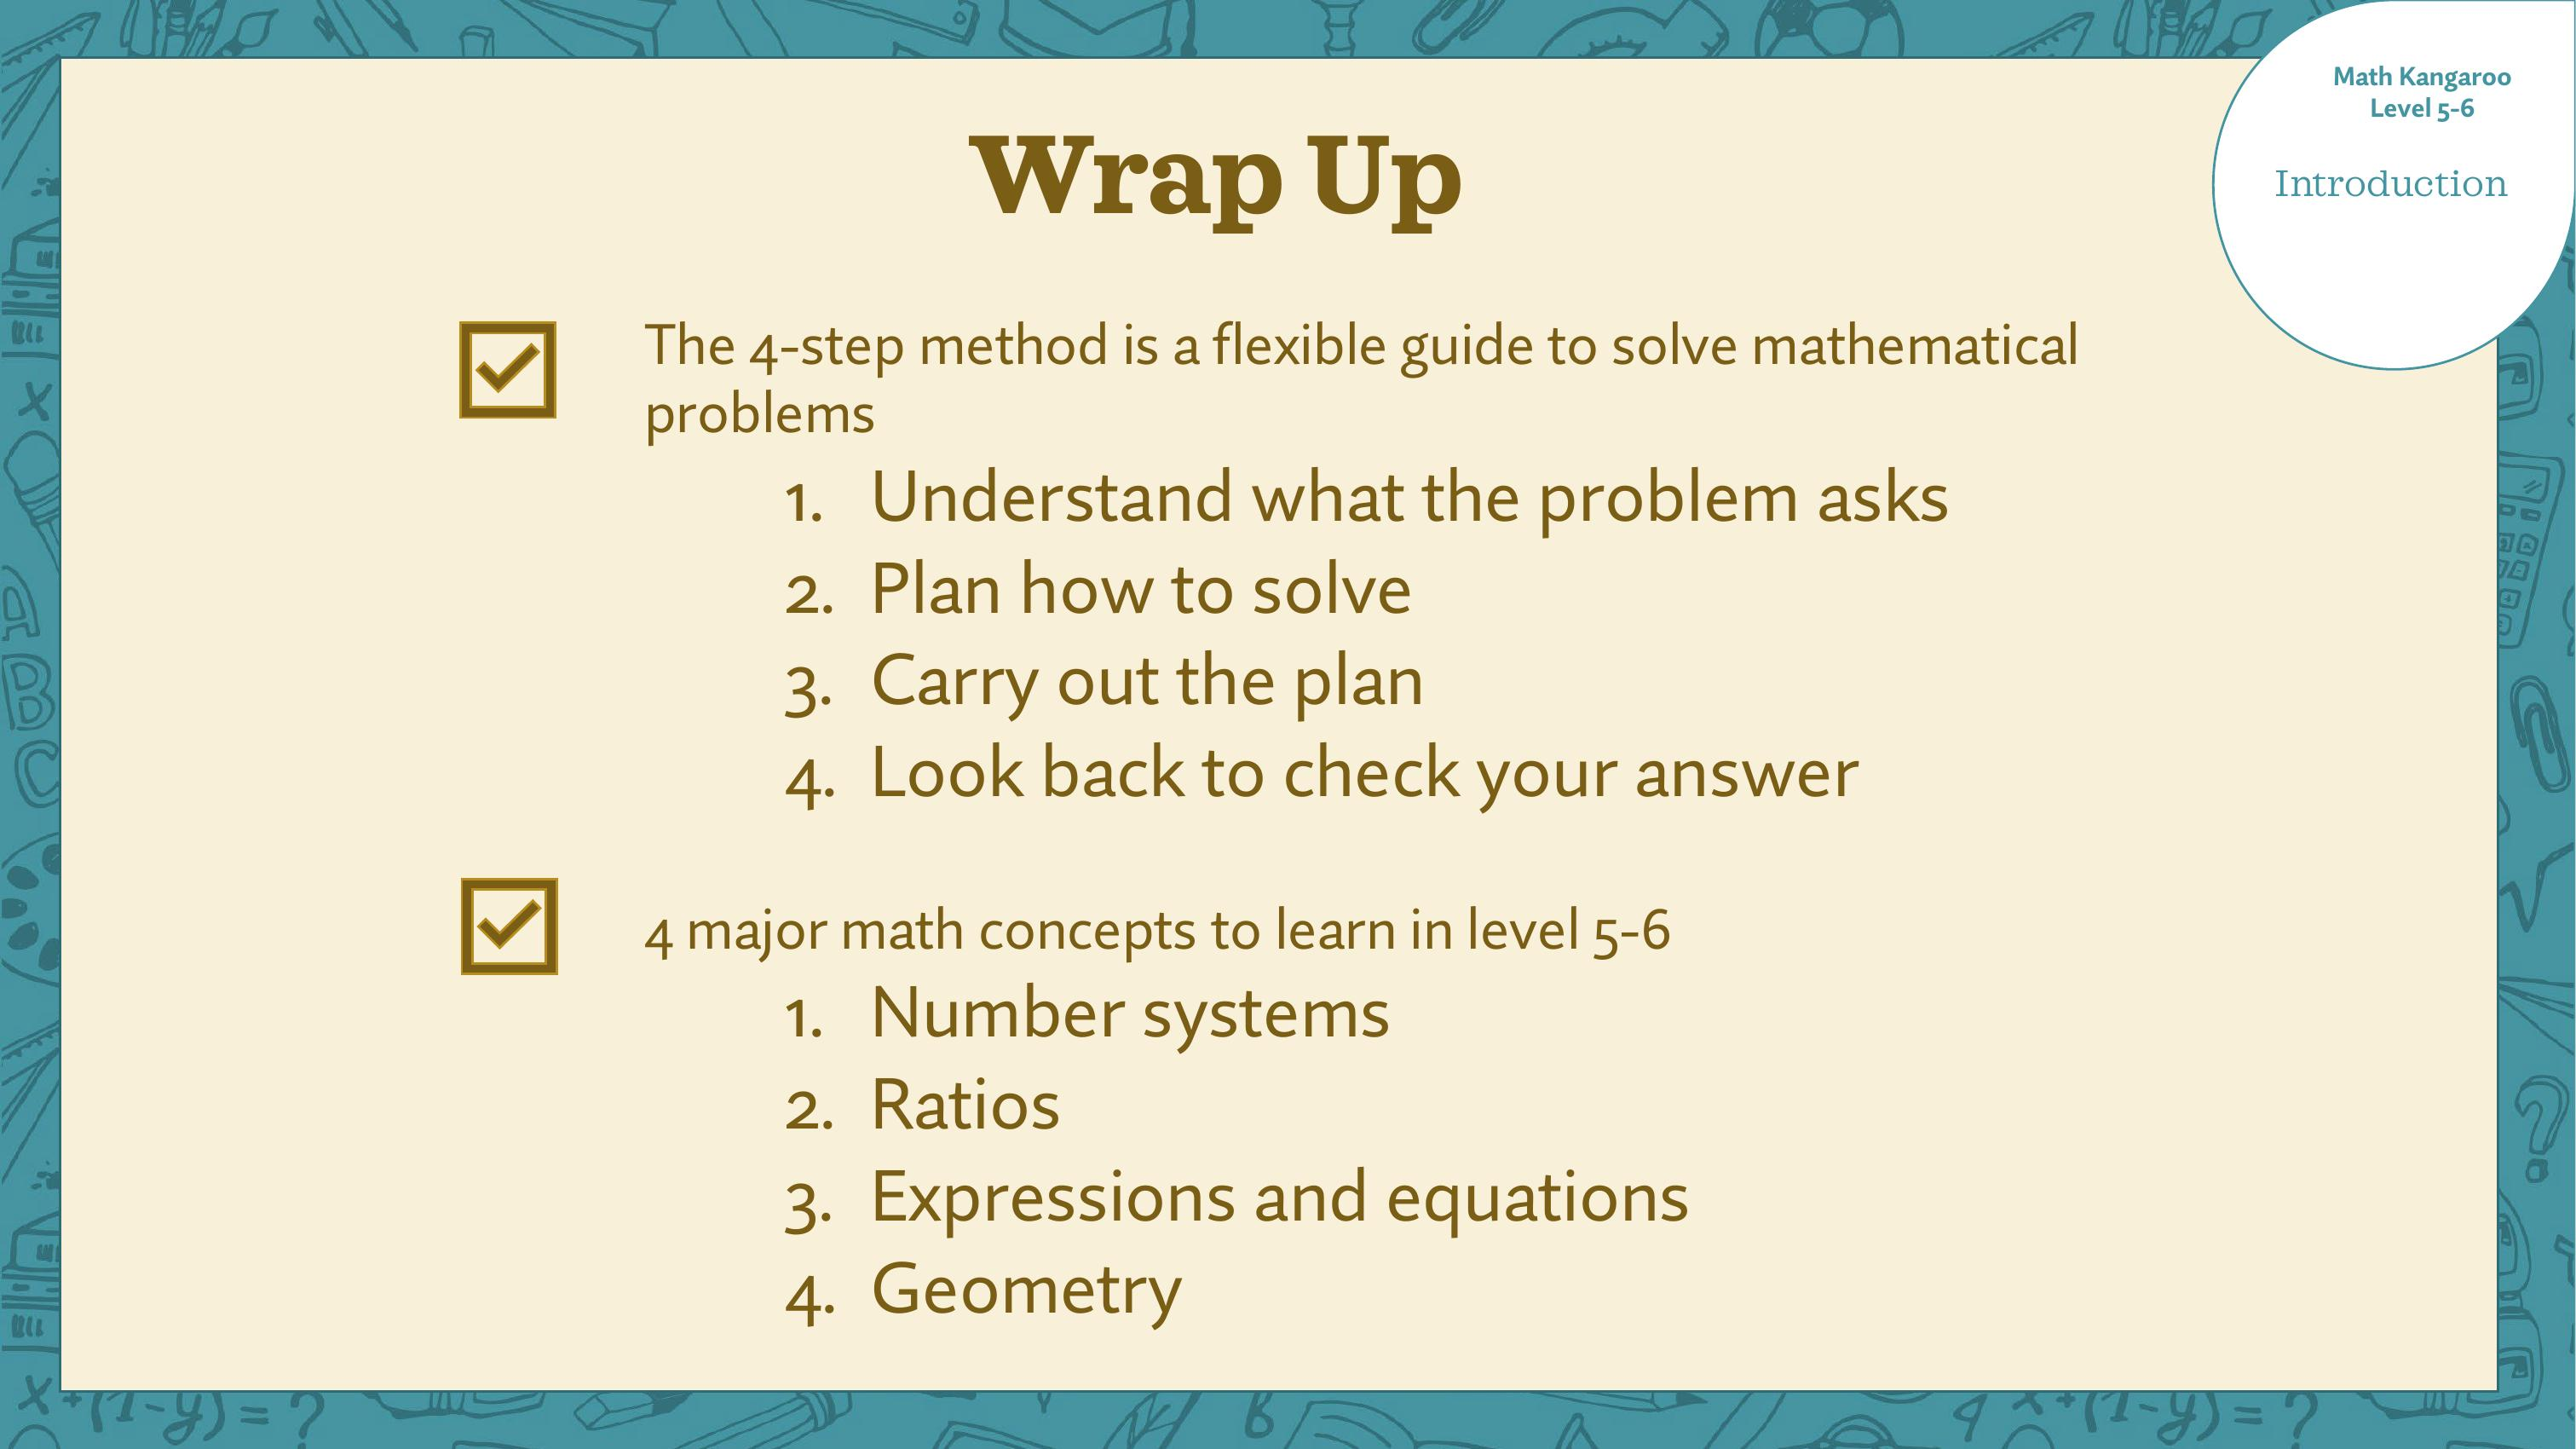 Math Kangaroo
Level 5-6
Introduction
Wrap Up
The 4-step method is a flexible guide to solve mathematical
problems
1. Understand what the problem asks
2. Plan how to solve
3. Carry out the plan
4. Look back to check your answer
4 major math concepts to learn in level 5-6
1. Number systems
2. Ratios
3. Expressions and equations
4. Geometry
x
A
B
C
?
x+(1-y)=?
B
9 x+(1-y)=?